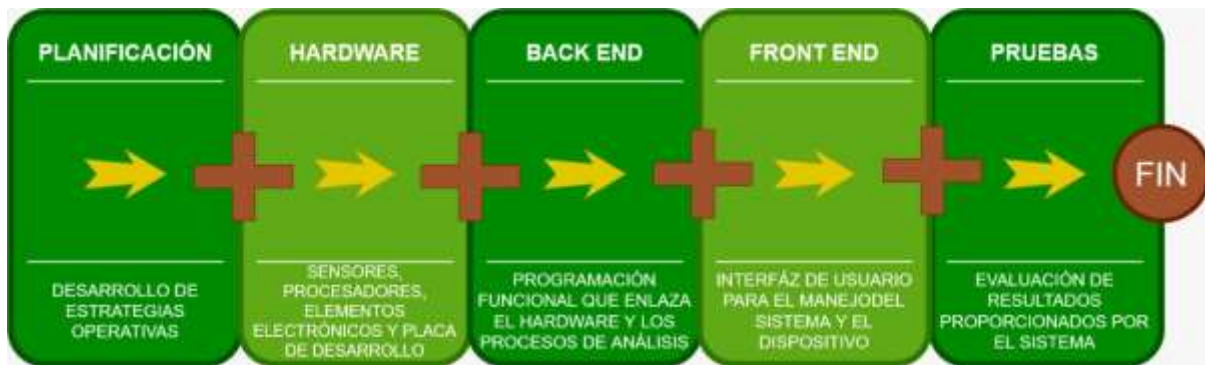 PLANIFICACIÓN
DESARROLLO DE
ESTRATEGIAS
OPERATIVAS
HARDWARE
SENSORES,
PROCESADORES,
ELEMENTOS
ELECTRÓNICOS Y PLACA
DE DESARROLLO
BACK END
PROGRAMACIÓN
FUNCIONAL QUE ENLAZA
EL HARDWARE Y LOS
PROCESOS DE ANÁLISIS
FRONT END
INTERFÁZ DE USUARIO
PARA EL MANEJODEL
SISTEMA Y EL
DISPOSITIVO
PRUEBAS
EVALUACIÓN DE
RESULTADOS
PROPORCIONADOS POR
EL SISTEMA
FIN